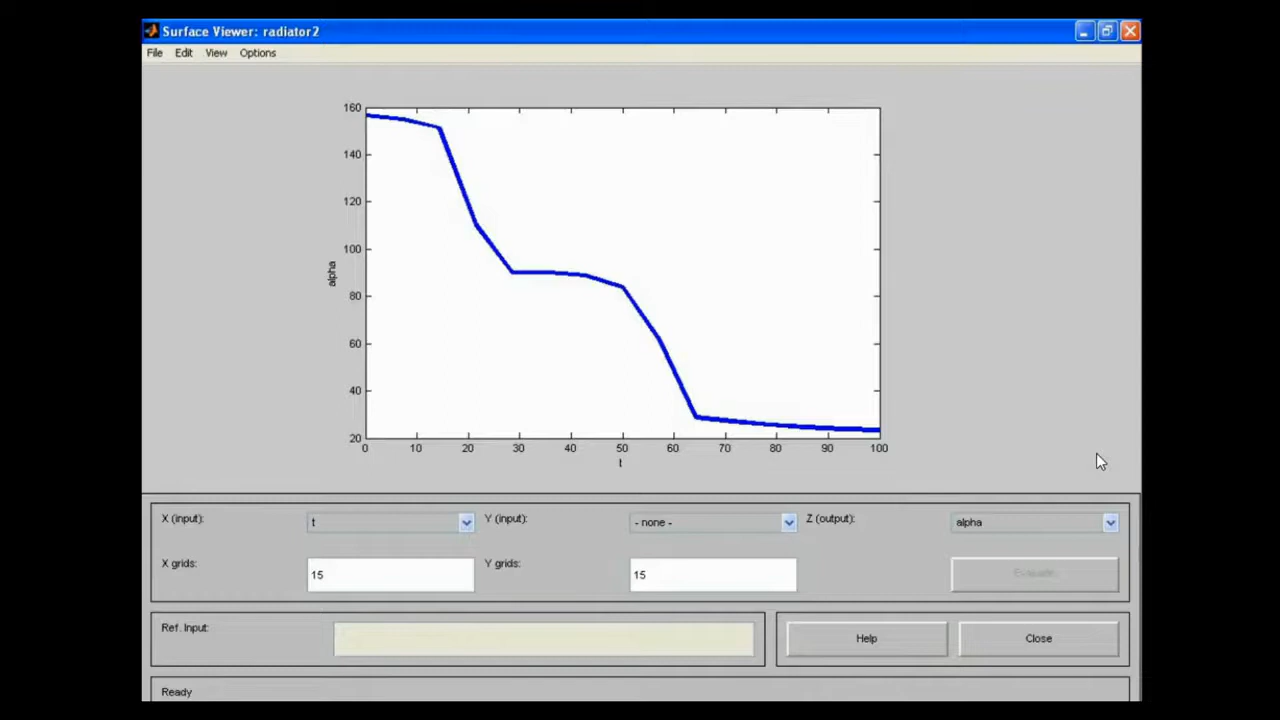 Surface Viewer: radiator2
File Edit View Options
160
140
120
100
80
60
40
20
alpha
0 10 20 30 40 50 60 70 80 90 100
t
X (input): t Y (input): - none - Z (output): alpha
X grids: 15 Y grids: 15 Evaluate
Ref. Input: Help Close
Ready